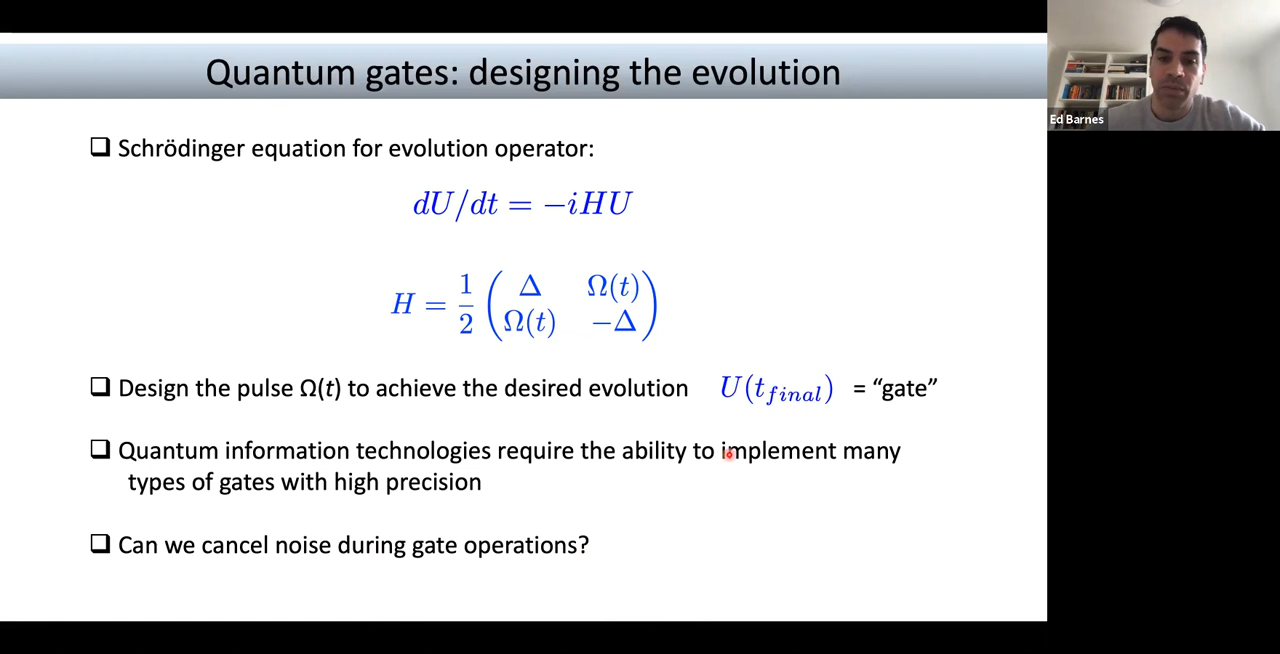 Quantum gates: designing the evolution
❑ Schrödinger equation for evolution operator:
dU/dt = −iHU
H = 1/2 ( Δ Ω(t) 
Ω(t) −Δ )
❑ Design the pulse Ω(t) to achieve the desired evolution U(t_final) = “gate”
❑ Quantum information technologies require the ability to implement many
types of gates with high precision
❑ Can we cancel noise during gate operations?
Ed Barnes